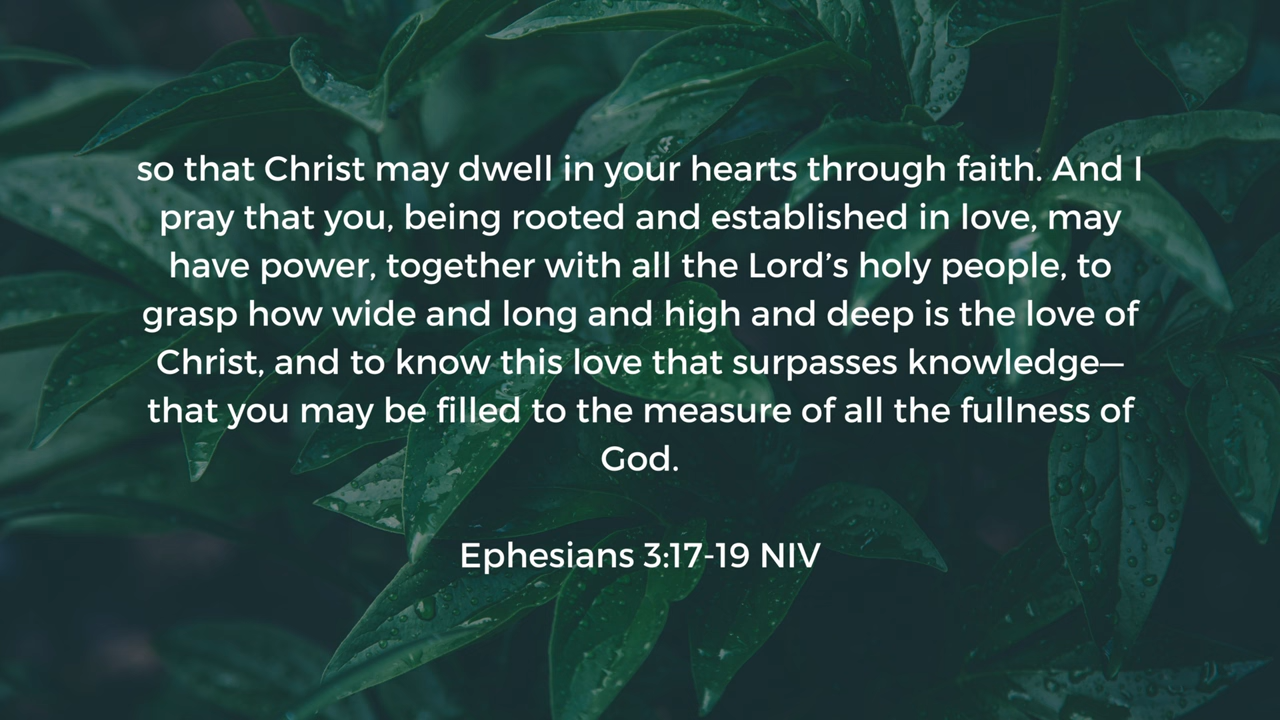 so that Christ may dwell in your hearts through faith. And I
pray that you, being rooted and established in love, may
have power, together with all the Lord’s holy people, to
grasp how wide and long and high and deep is the love of
Christ, and to know this love that surpasses knowledge—
that you may be filled to the measure of all the fullness of
God.
Ephesians 3:17-19 NIV